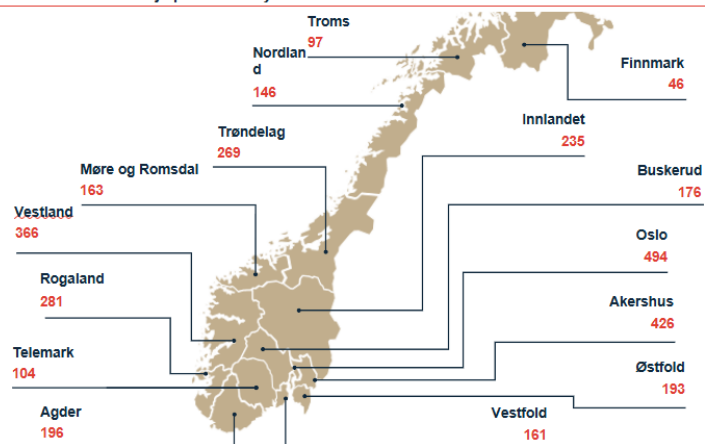 Troms
97
Nordlan
d
146
Finnmark
46
Innlandet
235
Trøndelag
269
Møre og Romsdal
163
Buskerud
176
Vestland
366
Oslo
494
Rogaland
281
Akershus
426
Telemark
104
Østfold
193
Agder
196
Vestfold
161